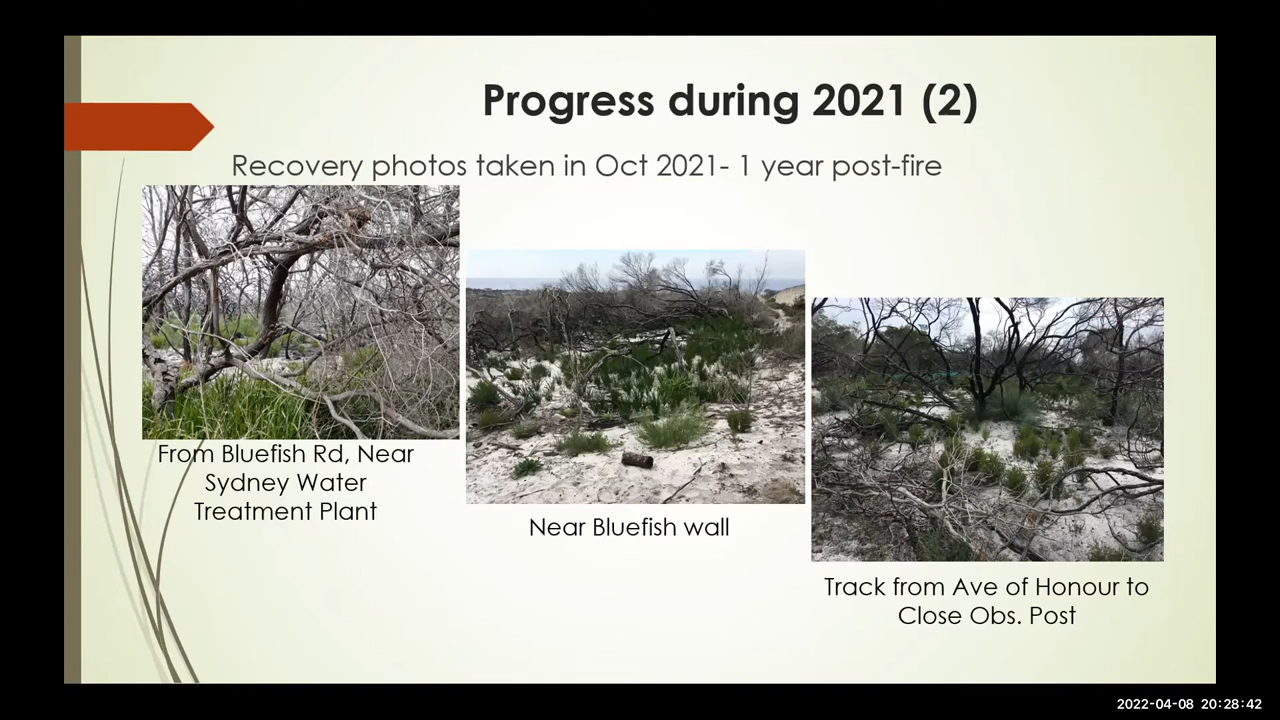 Progress during 2021 (2)
Recovery photos taken in Oct 2021- 1 year post-fire
From Bluefish Rd, Near
Sydney Water
Treatment Plant
Near Bluefish wall
Track from Ave of Honour to
Close Obs. Post
2022-04-08 20:28:42